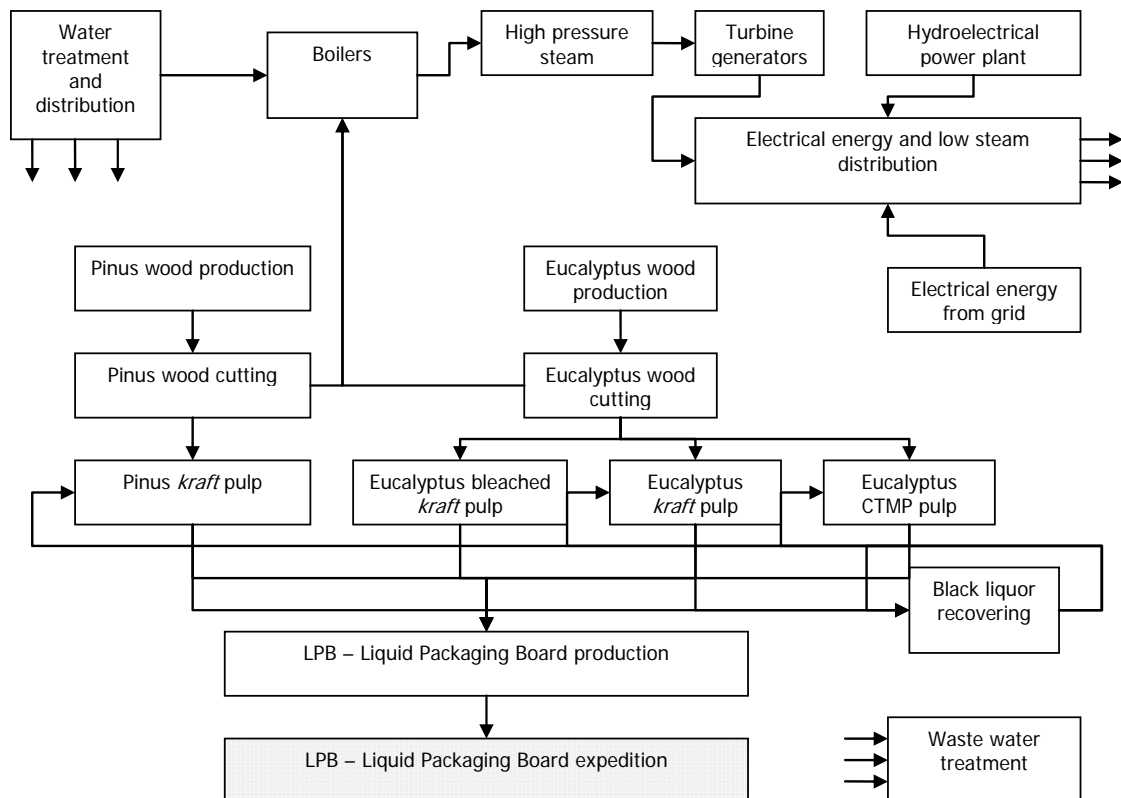 Water
treatment
and
distribution
Boilers
High pressure
steam
Turbine
generators
Hydroelectrical
power plant
Electrical energy and low steam
distribution
Pinus wood production
Eucalyptus wood
production
Electrical energy
from grid
Pinus wood cutting
Eucalyptus wood
cutting
Pinus kraft pulp
Eucalyptus bleached
kraft pulp
Eucalyptus
kraft pulp
Eucalyptus
CTMP pulp
Black liquor
recovering
LPB – Liquid Packaging Board production
LPB – Liquid Packaging Board expedition
Waste water
treatment